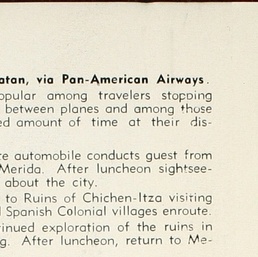 atan, via Pan-American Airways.
opular among travelers stopping
between planes and among those
ed amount of time at their dis-
te automobile conducts guest from
Merida. After luncheon sightsee-
about the city.
to Ruins of Chichen-Itza visiting
Spanish Colonial villages enroute.
tinued exploration of the ruins in
g. After luncheon, return to Me-